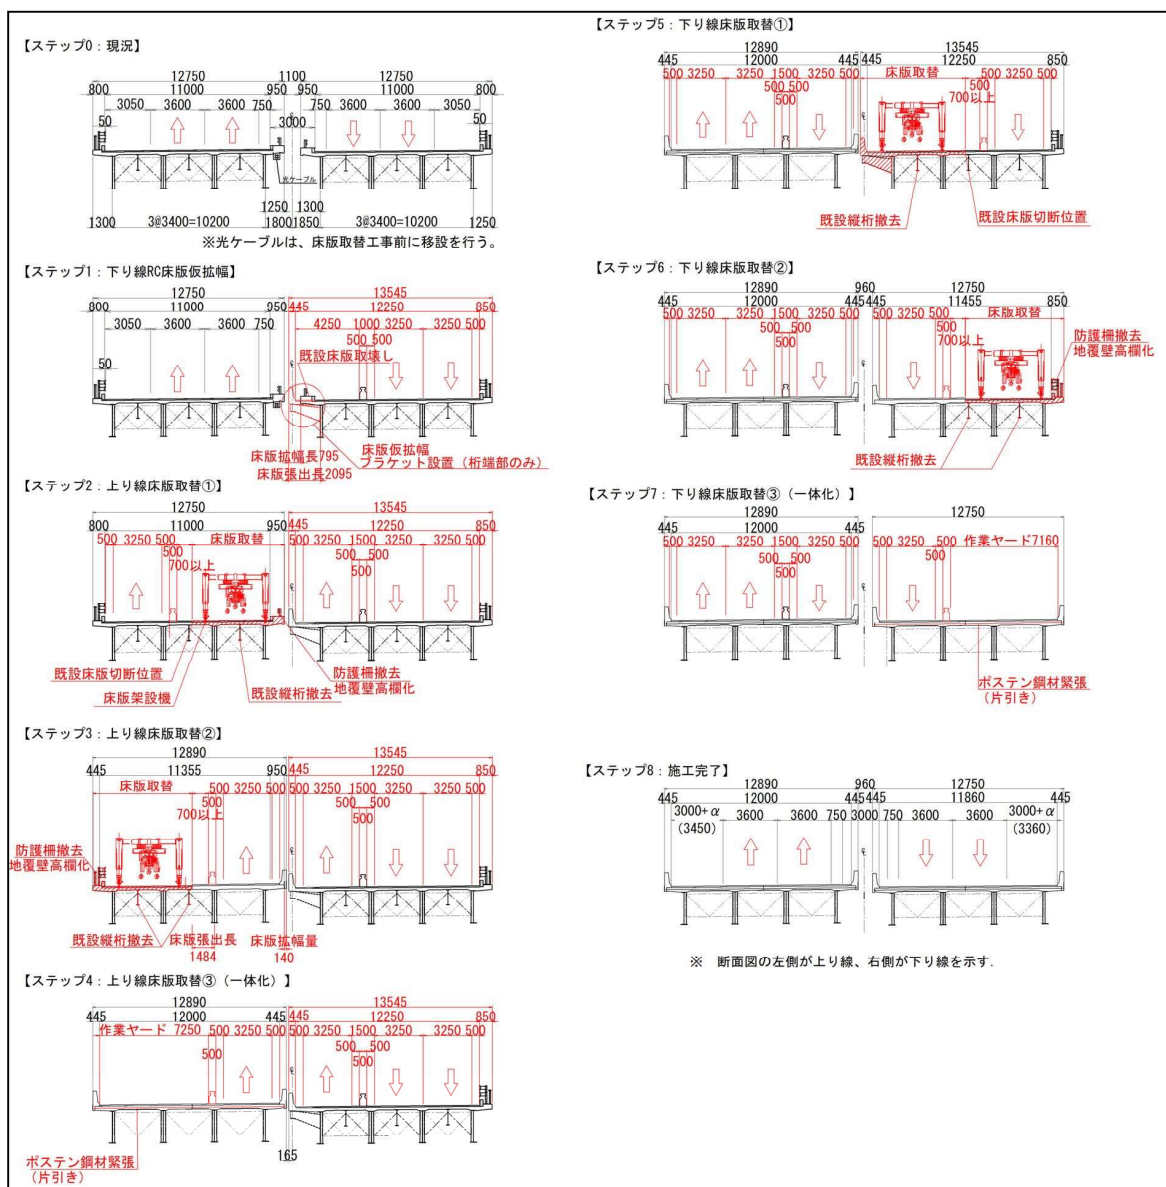 【ステップ0：現況】
12750 1100 12750
800 11000 950 950 11000 800
3050 3600 3600 750 750 3600 3600 3050
50 3000 50
光ケーブル
1250 1300
1300 3@3400=10200 1800 1850 3@3400=10200 1250
※光ケーブルは、床版取替工事前に移設を行う。
【ステップ1：下り線RC床版仮拡幅】
12750 13545
800 11000 950 445 12250 850
3050 3600 3600 750 4250 1000 3250 3250 500
500 500
50
既設床版取壊し
床版拡幅長795
床版張出長2095
床版仮拡幅
ブラケット設置（桁端部のみ）
【ステップ2：上り線床版取替①】
12750 13545
800 11000 950 445 12250 850
500 3250 500 床版取替 500 3250 1500 3250 3250 500
500 500 500
700以上 500
既設床版切断位置
床版架設機
既設縦桁撤去
防護柵撤去
地覆壁高欄化
【ステップ3：上り線床版取替②】
12890 13545
445 11355 950 445 12250 850
床版取替 500 3250 500 500 3250 1500 3250 3250 500
500 500 500
700以上 500
防護柵撤去
地覆壁高欄化
既設縦桁撤去
床版張出長
1484
床版拡幅量
140
【ステップ4：上り線床版取替③（一体化）】
12890 13545
445 12000 445 445 12250 850
作業ヤード 7250 500 3250 500 500 3250 1500 3250 3250 500
500 500 500
500
165
ポステン鋼材緊張
（片引き）
【ステップ5：下り線床版取替①】
12890 13545
445 12000 445 445 12250 850
500 3250 3250 1500 3250 500 床版取替 500 3250 500
500 500 500
500 700以上
既設縦桁撤去
既設床版切断位置
【ステップ6：下り線床版取替②】
12890 960 12750
445 12000 445 445 11455 850
500 3250 3250 1500 3250 500 500 3250 500 床版取替
500 500 500
500 700以上
防護柵撤去
地覆壁高欄化
既設縦桁撤去
【ステップ7：下り線床版取替③（一体化）】
12890 12750
445 12000 445
500 3250 3250 1500 3250 500 500 3250 500 作業ヤード7160
500 500 500
500
ポステン鋼材緊張
（片引き）
【ステップ8：施工完了】
12890 960 12750
445 12000 445 445 11860 445
3000+α 3600 3600 750 3000 750 3600 3600 3000+α
(3450) (3360)
※ 断面図の左側が上り線、右側が下り線を示す.